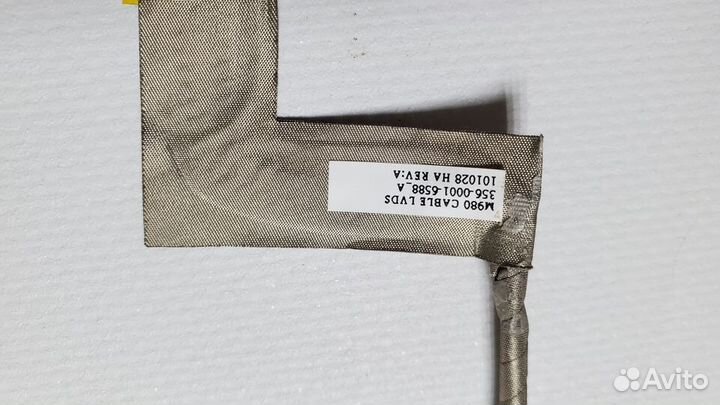 M980 CABLE LVDS
356-0001-6588_A
101028 HA REV:A
Avito